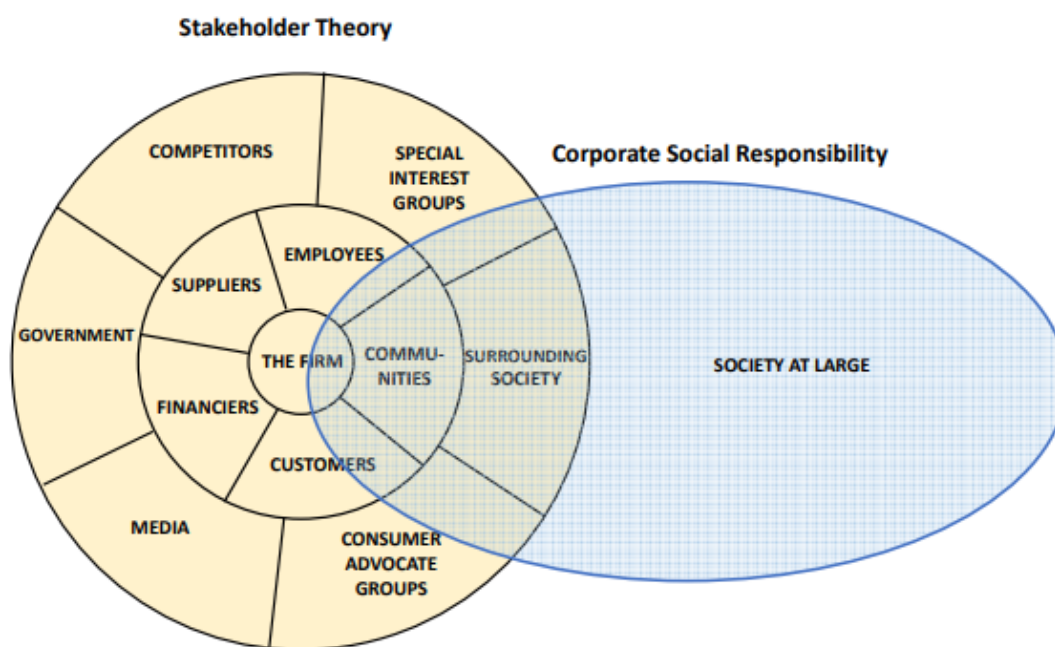 Stakeholder Theory
Corporate Social Responsibility
COMPETITORS
SPECIAL
INTEREST
GROUPS
EMPLOYEES
SUPPLIERS
GOVERNMENT
THE FIRM
COMMU-
NITIES
SURROUNDING
SOCIETY
SOCIETY AT LARGE
FINANCIERS
CUSTOMERS
MEDIA
CONSUMER
ADVOCATE
GROUPS